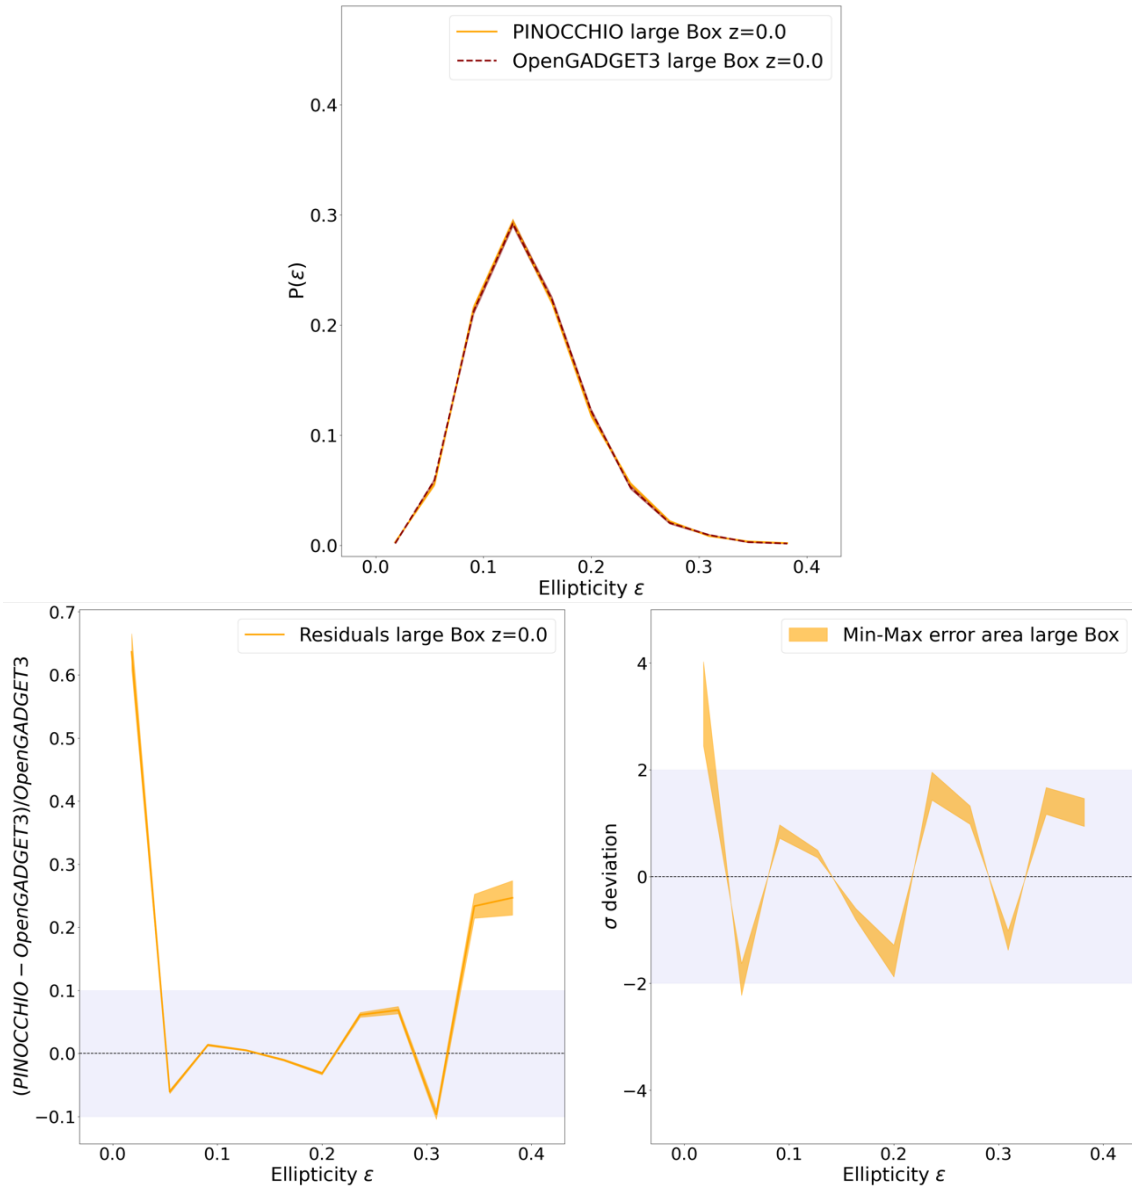 PINOCCHIO large Box z=0.0
OpenGADGET3 large Box z=0.0
P(ε)
0.4
0.3
0.2
0.1
0.0
0.0 0.1 0.2 0.3 0.4
Ellipticity ε
(PINOCCHIO − OpenGADGET3)/OpenGADGET3
0.7
0.6
0.5
0.4
0.3
0.2
0.1
0.0
−0.1
Residuals large Box z=0.0
0.0 0.1 0.2 0.3 0.4
Ellipticity ε
σ deviation
4
2
0
−2
−4
Min-Max error area large Box
0.0 0.1 0.2 0.3 0.4
Ellipticity ε